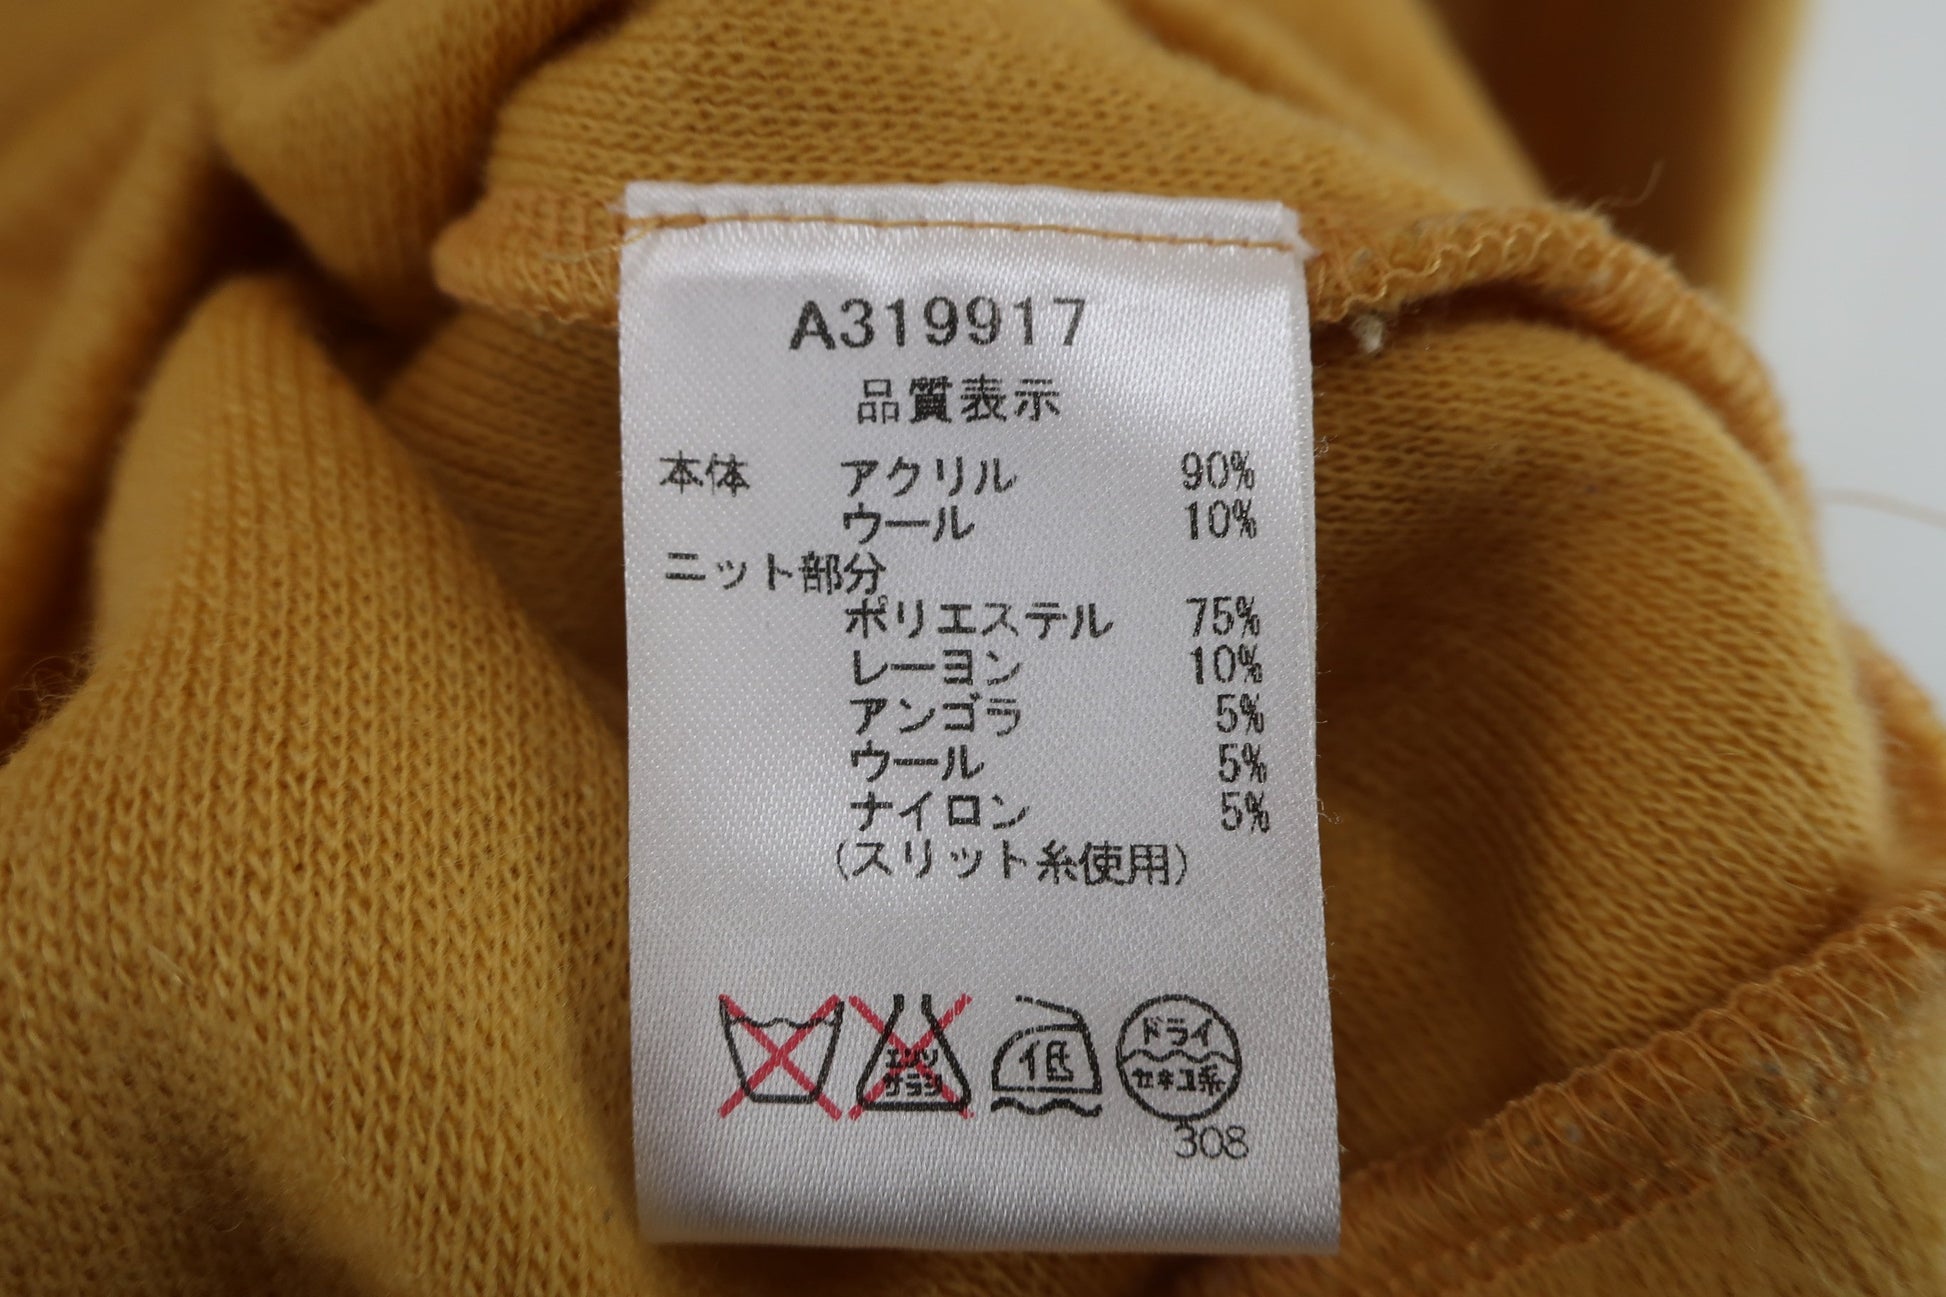 A319917
品質表示
本体 アクリル 90%
ウール 10%
ニット部分
ポリエステル 75%
レーヨン 10%
アンゴラ 5%
ウール 5%
ナイロン 5%
(スリット糸使用)
エンソ
サラシ
低
ドライ
セキユ系
308